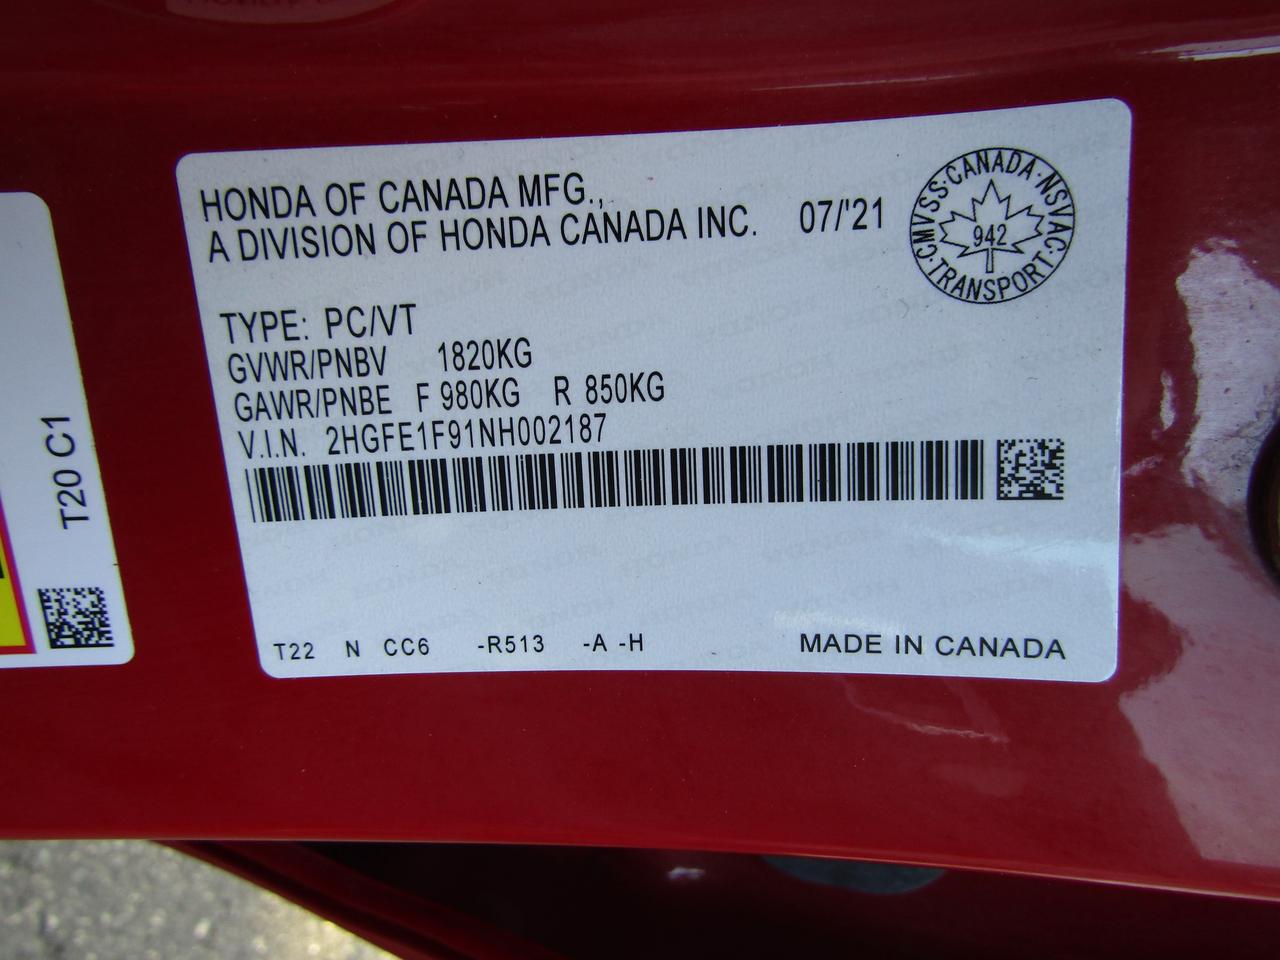 HONDA OF CANADA MFG.,
A DIVISION OF HONDA CANADA INC. 07/'21
CMVSS·CANADA·NSVAC·TRANSPORT·
942
TYPE: PC/VT
GVWR/PNBV 1820KG
GAWR/PNBE F 980KG R 850KG
V.I.N. 2HGFE1F91NH002187
T22 N CC6 -R513 -A -H MADE IN CANADA
T20 C1